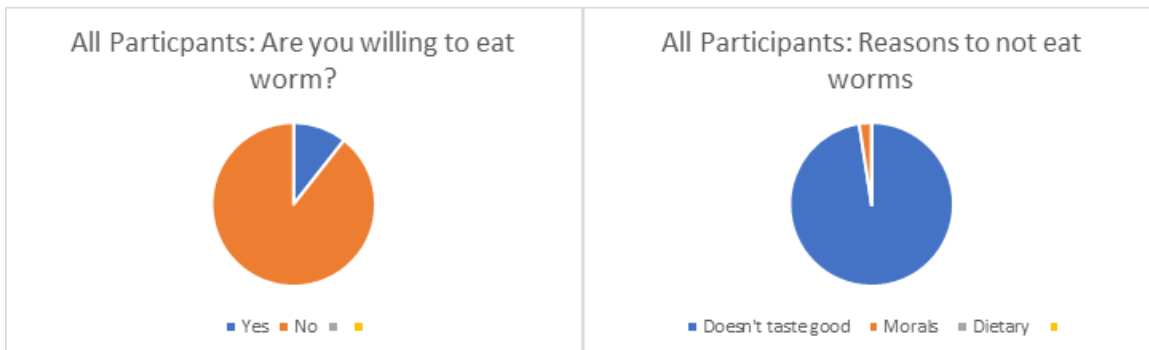 All Particpants: Are you willing to eat
worm?
Yes No
All Participants: Reasons to not eat
worms
Doesn't taste good Morals Dietary